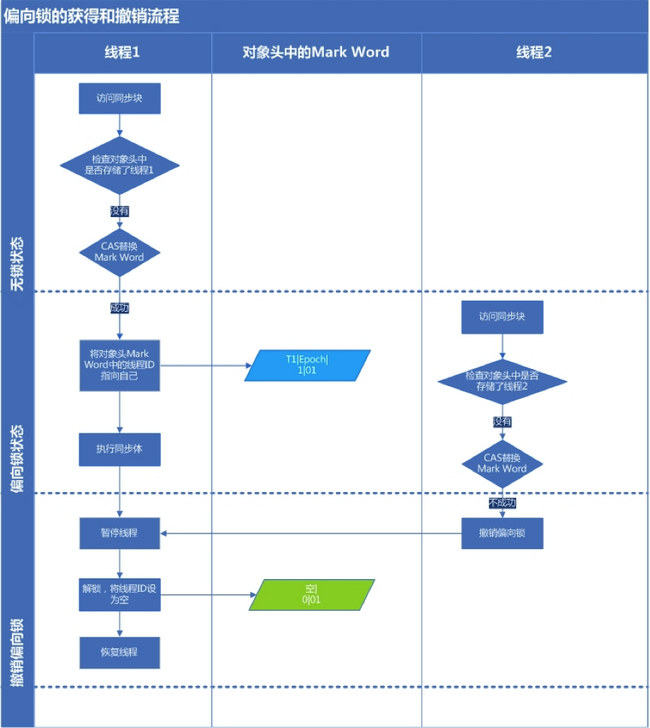 偏向锁的获得和撤销流程
线程1
对象头中的Mark Word
线程2
无锁状态
访问同步块
检查对象头中
是否存储了线程1
没有
CAS替换
Mark Word
成功
偏向锁状态
将对象头Mark
Word中的线程ID
指向自己
T1|Epoch|
1|01
执行同步体
访问同步块
检查对象头中是否
存储了线程2
没有
CAS替换
Mark Word
不成功
撤销偏向锁
暂停线程
撤销偏向锁
解锁，将线程ID设
为空
空|
0|01
恢复线程